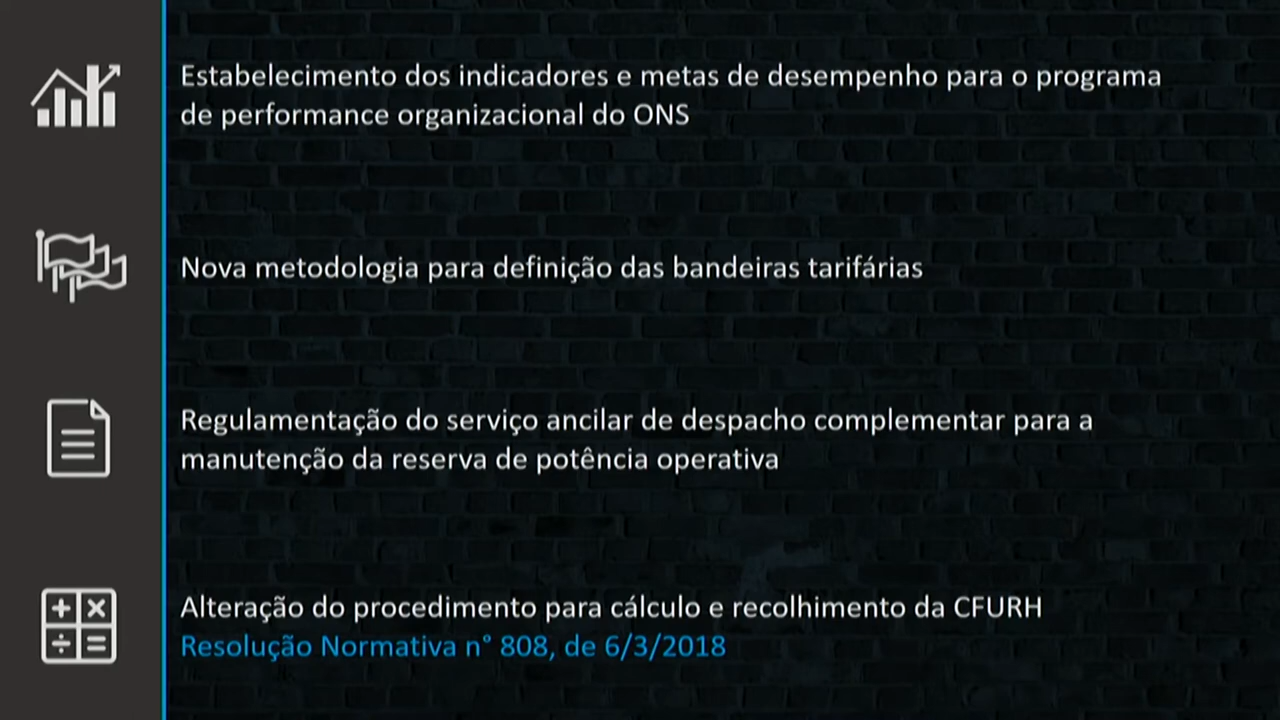 Estabelecimento dos indicadores e metas de desempenho para o programa
de performance organizacional do ONS
Nova metodologia para definição das bandeiras tarifárias
Regulamentação do serviço ancilar de despacho complementar para a
manutenção da reserva de potência operativa
Alteração do procedimento para cálculo e recolhimento da CFURH
Resolução Normativa n° 808, de 6/3/2018